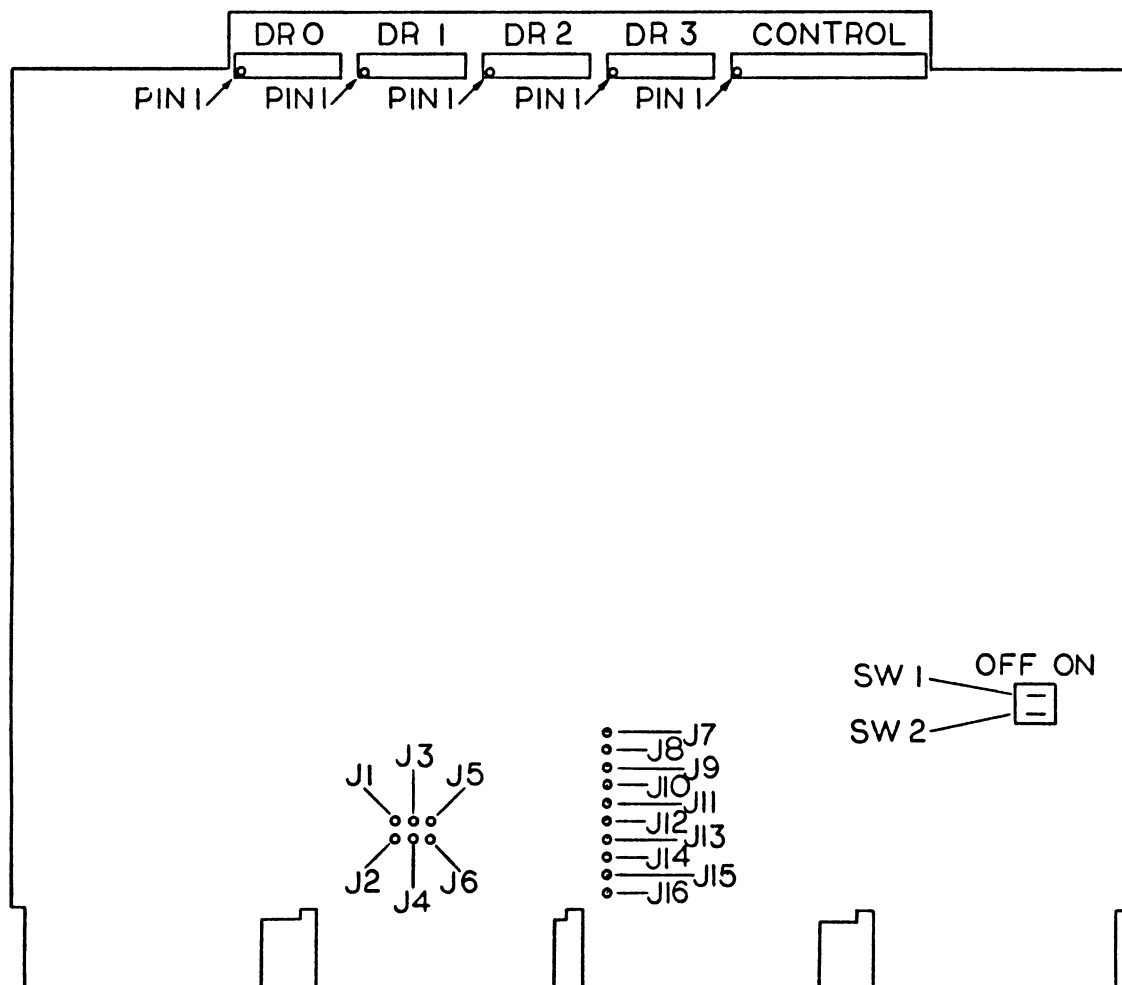 DR 0 DR 1 DR 2 DR 3 CONTROL
PIN 1 PIN 1 PIN 1 PIN 1 PIN 1
OFF ON
SW 1
SW 2
J7
J8
J9
J10
J11
J12
J13
J14
J15
J16
J1 J3 J5
J2 J4 J6